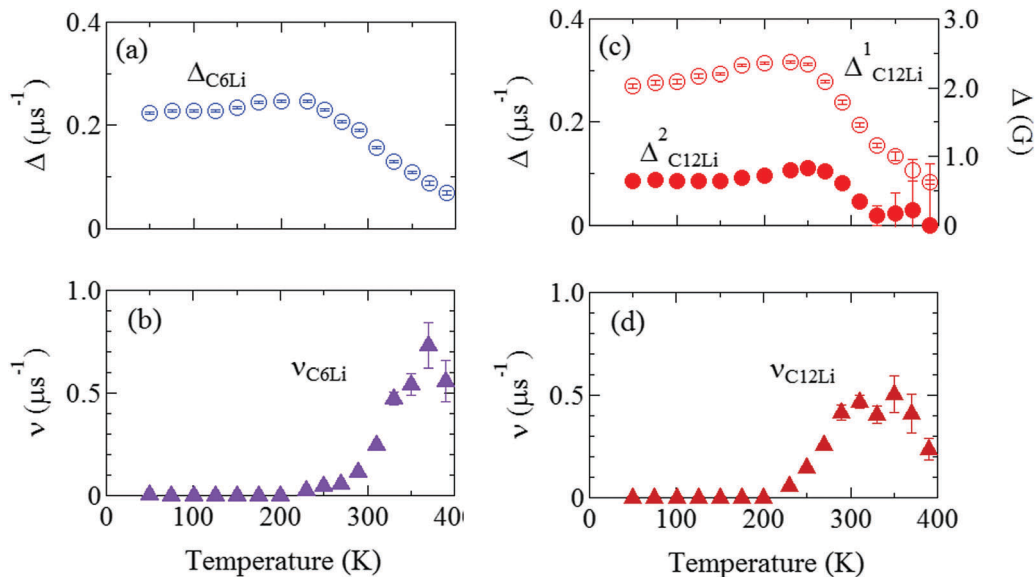 (a)
Δ_C6Li
0.4
0.2
0
Δ (μs⁻¹)
(b)
ν_C6Li
1.0
0.5
0
ν (μs⁻¹)
0 100 200 300 40
Temperature (K)
(c)
Δ¹_C12Li
Δ²_C12Li
0.4
0.2
0
Δ (μs⁻¹)
3.0
2.0
1.0
0
Δ (G)
(d)
ν_C12Li
1.0
0.5
0
ν (μs⁻¹)
0 100 200 300 400
Temperature (K)